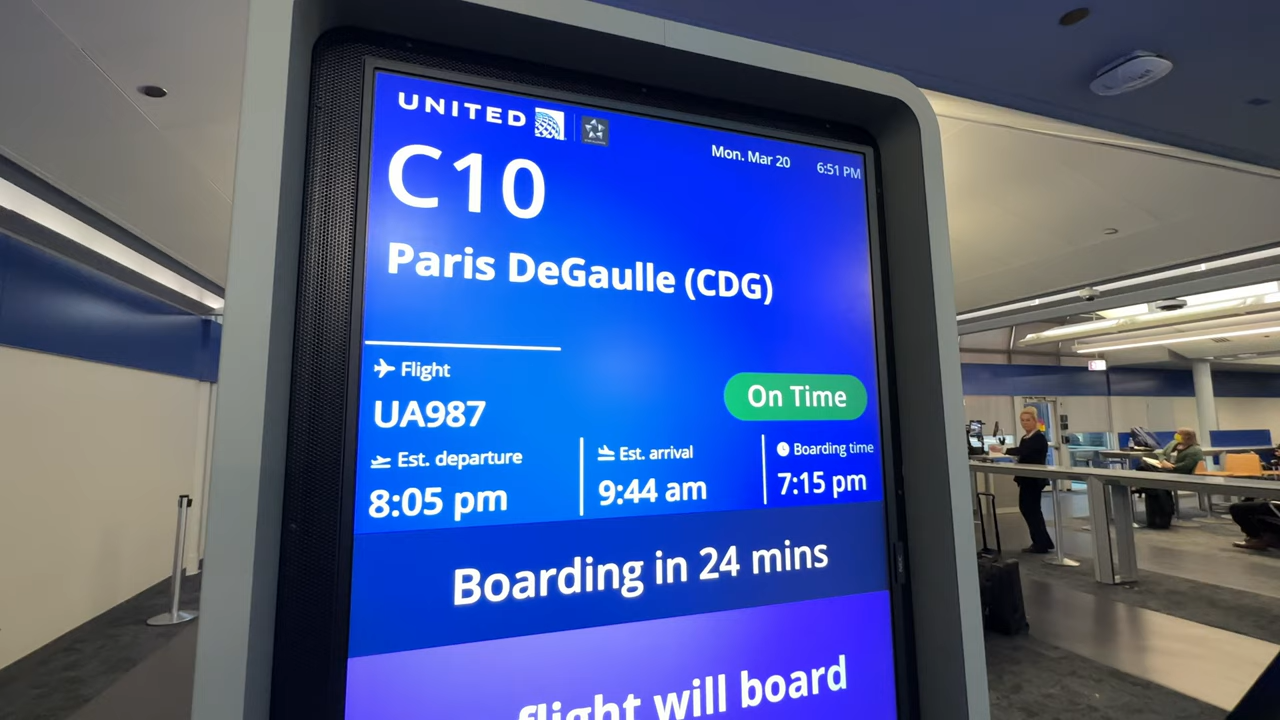 UNITED
Mon. Mar 20 6:51 PM
C10
Paris DeGaulle (CDG)
Flight
UA987
On Time
Est. departure
8:05 pm
Est. arrival
9:44 am
Boarding time
7:15 pm
Boarding in 24 mins
flight will board